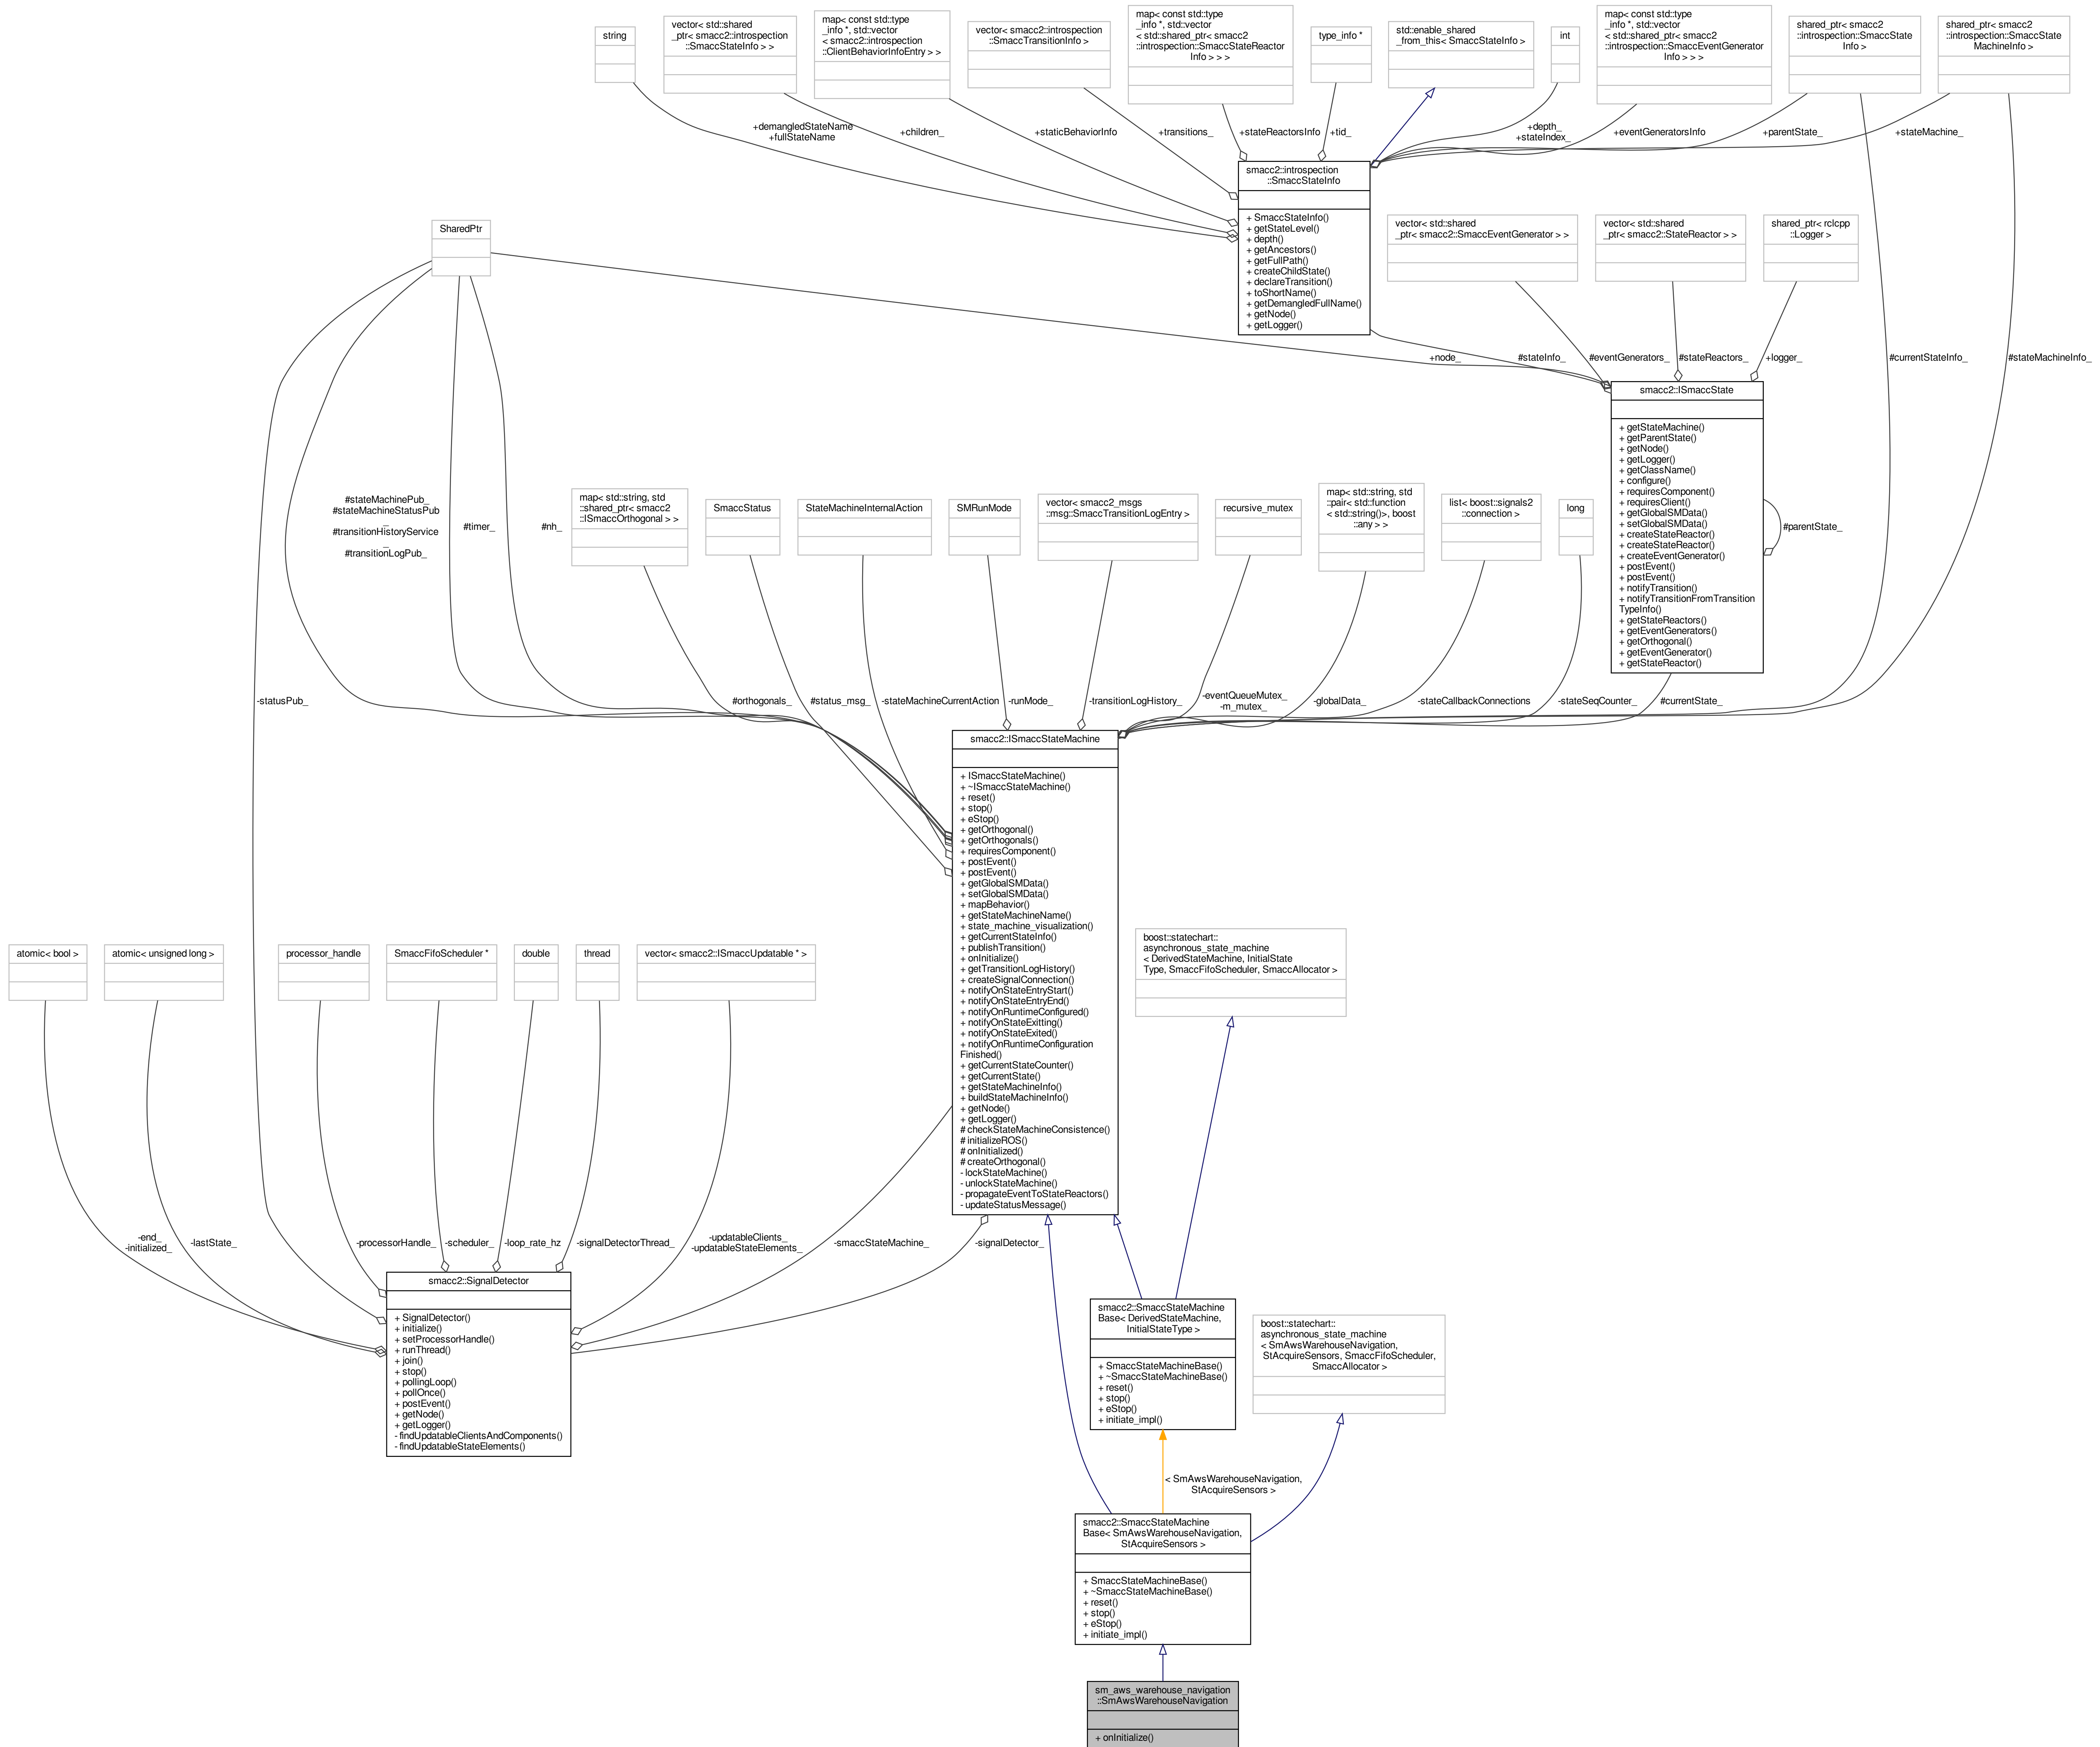 string
vector< std::shared
_ptr< smacc2::introspection
::SmaccStateInfo > >
map< const std::type
_info *, std::vector
< smacc2::introspection
::ClientBehaviorInfoEntry > >
vector< smacc2::introspection
::SmaccTransitionInfo >
map< const std::type
_info *, std::vector
< std::shared_ptr< smacc2
::introspection::SmaccStateReactor
Info > > >
type_info *
std::enable_shared
_from_this< SmaccStateInfo >
int
map< const std::type
_info *, std::vector
< std::shared_ptr< smacc2
::introspection::SmaccEventGenerator
Info > > >
shared_ptr< smacc2
::introspection::SmaccState
Info >
shared_ptr< smacc2
::introspection::SmaccState
MachineInfo >
+demangledStateName
+fullStateName
+children_
+staticBehaviorInfo
+transitions_
+stateReactorsInfo
+tid_
+depth_
+stateIndex_
+eventGeneratorsInfo
+parentState_
+stateMachine_
smacc2::introspection
::SmaccStateInfo
+ SmaccStateInfo()
+ getStateLevel()
+ depth()
+ getAncestors()
+ getFullPath()
+ createChildState()
+ declareTransition()
+ toShortName()
+ getDemangledFullName()
+ getNode()
+ getLogger()
SharedPtr
vector< std::shared
_ptr< smacc2::SmaccEventGenerator > >
vector< std::shared
_ptr< smacc2::StateReactor > >
shared_ptr< rclcpp
::Logger >
+node_
#stateInfo_
#eventGenerators_
#stateReactors_
+logger_
#currentStateInfo_
#stateMachineInfo_
smacc2::ISmaccState
+ getStateMachine()
+ getParentState()
+ getNode()
+ getLogger()
+ getClassName()
+ configure()
+ requiresComponent()
+ requiresClient()
+ getGlobalSMData()
+ setGlobalSMData()
+ createStateReactor()
+ createStateReactor()
+ createEventGenerator()
+ postEvent()
+ postEvent()
+ notifyTransition()
+ notifyTransitionFromTransition
TypeInfo()
+ getStateReactors()
+ getEventGenerators()
+ getOrthogonal()
+ getEventGenerator()
+ getStateReactor()
#parentState_
#stateMachinePub_
#stateMachineStatusPub
_
#transitionHistoryService
_
#transitionLogPub_
#timer_
#nh_
map< std::string, std
::shared_ptr< smacc2
::ISmaccOrthogonal > >
SmaccStatus
StateMachineInternalAction
SMRunMode
vector< smacc2_msgs
::msg::SmaccTransitionLogEntry >
recursive_mutex
map< std::string, std
::pair< std::function
< std::string()>, boost
::any > >
list< boost::signals2
::connection >
long
-statusPub_
#orthogonals_
#status_msg_
-stateMachineCurrentAction
-runMode_
-transitionLogHistory_
-eventQueueMutex_
-m_mutex_
-globalData_
-stateCallbackConnections
-stateSeqCounter_
#currentState_
smacc2::ISmaccStateMachine
+ ISmaccStateMachine()
+ ~ISmaccStateMachine()
+ reset()
+ stop()
+ eStop()
+ getOrthogonal()
+ getOrthogonals()
+ requiresComponent()
+ postEvent()
+ postEvent()
+ getGlobalSMData()
+ setGlobalSMData()
+ mapBehavior()
+ getStateMachineName()
+ state_machine_visualization()
+ getCurrentStateInfo()
+ publishTransition()
+ onInitialize()
+ getTransitionLogHistory()
+ createSignalConnection()
+ notifyOnStateEntryStart()
+ notifyOnStateEntryEnd()
+ notifyOnRuntimeConfigured()
+ notifyOnStateExitting()
+ notifyOnStateExited()
+ notifyOnRuntimeConfiguration
Finished()
+ getCurrentStateCounter()
+ getCurrentState()
+ getStateMachineInfo()
+ buildStateMachineInfo()
+ getNode()
+ getLogger()
# checkStateMachineConsistence()
# initializeROS()
# onInitialized()
# createOrthogonal()
- lockStateMachine()
- unlockStateMachine()
- propagateEventToStateReactors()
- updateStatusMessage()
atomic< bool >
atomic< unsigned long >
processor_handle
SmaccFifoScheduler *
double
thread
vector< smacc2::ISmaccUpdatable * >
boost::statechart::
asynchronous_state_machine
< DerivedStateMachine, InitialState
Type, SmaccFifoScheduler, SmaccAllocator >
-end_
-initialized_
-lastState_
-processorHandle_
-scheduler_
-loop_rate_hz
-signalDetectorThread_
-updatableClients_
-updatableStateElements_
-smaccStateMachine_
-signalDetector_
smacc2::SignalDetector
+ SignalDetector()
+ initialize()
+ setProcessorHandle()
+ runThread()
+ join()
+ stop()
+ pollingLoop()
+ pollOnce()
+ postEvent()
+ getNode()
+ getLogger()
- findUpdatableClientsAndComponents()
- findUpdatableStateElements()
smacc2::SmaccStateMachine
Base< DerivedStateMachine,
InitialStateType >
+ SmaccStateMachineBase()
+ ~SmaccStateMachineBase()
+ reset()
+ stop()
+ eStop()
+ initiate_impl()
boost::statechart::
asynchronous_state_machine
< SmAwsWarehouseNavigation,
StAcquireSensors, SmaccFifoScheduler,
SmaccAllocator >
< SmAwsWarehouseNavigation,
StAcquireSensors >
smacc2::SmaccStateMachine
Base< SmAwsWarehouseNavigation,
StAcquireSensors >
+ SmaccStateMachineBase()
+ ~SmaccStateMachineBase()
+ reset()
+ stop()
+ eStop()
+ initiate_impl()
sm_aws_warehouse_navigation
::SmAwsWarehouseNavigation
+ onInitialize()